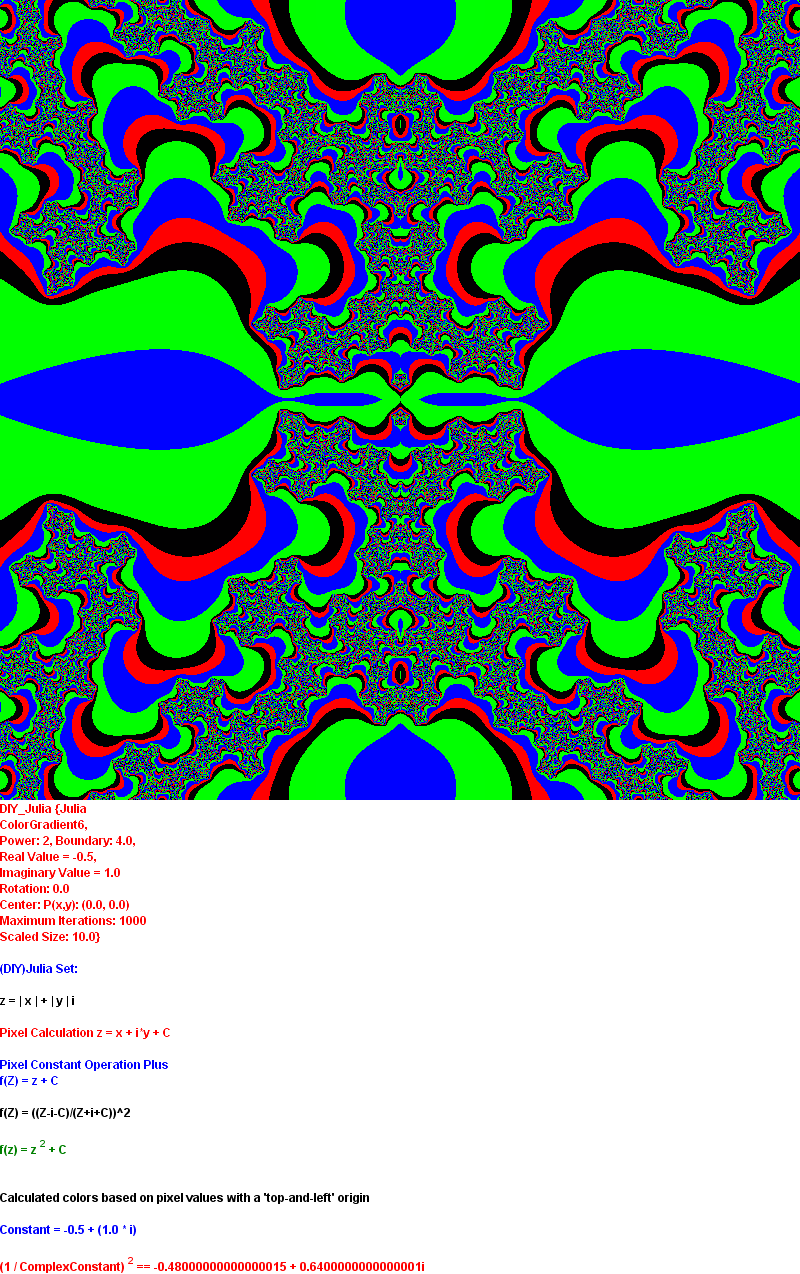 DIY_Julia {Julia
ColorGradient6,
Power: 2, Boundary: 4.0,
Real Value = -0.5,
Imaginary Value = 1.0
Rotation: 0.0
Center: P(x,y): (0.0, 0.0)
Maximum Iterations: 1000
Scaled Size: 10.0}
(DIY)Julia Set:
z = | x | + | y | i
Pixel Calculation z = x + i*y + C
Pixel Constant Operation Plus
f(Z) = z + C
f(Z) = ((Z-i-C)/(Z+i+C))^2
f(z) = z 2 + C
Calculated colors based on pixel values with a 'top-and-left' origin
Constant = -0.5 + (1.0 * i)
(1 / ComplexConstant) 2 == -0.48000000000000015 + 0.6400000000000001i